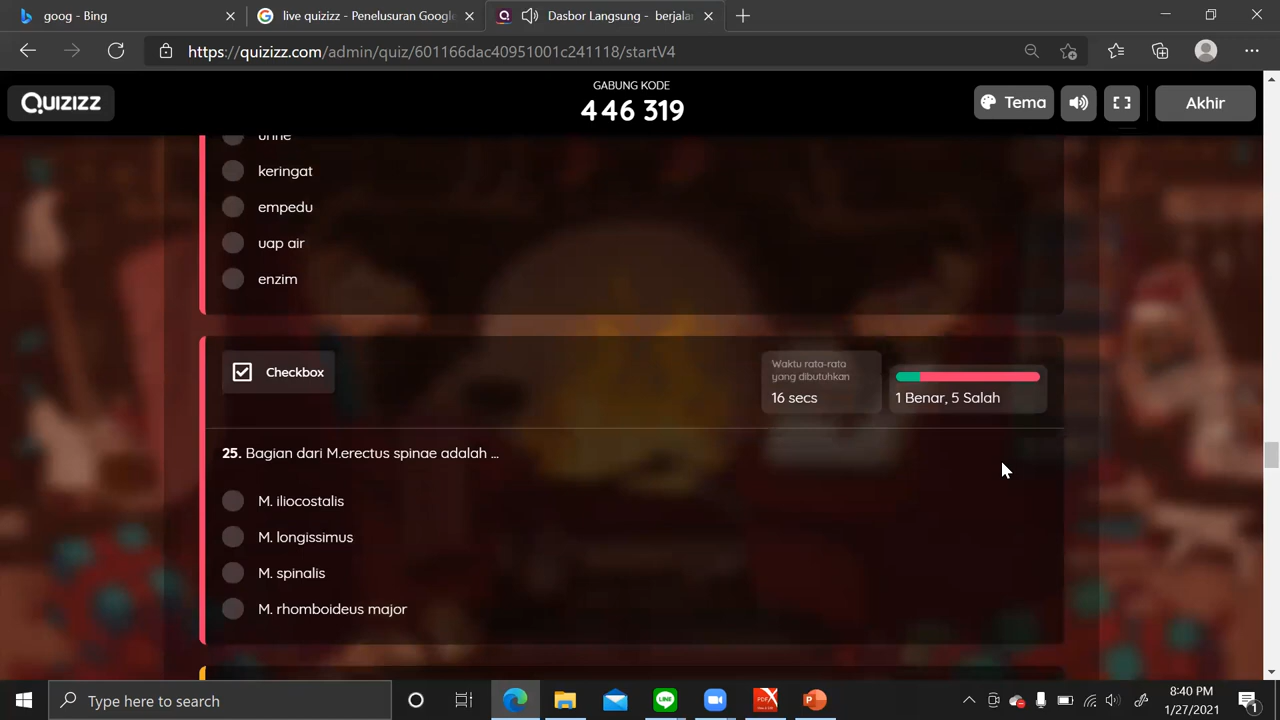 goog - Bing
live quizizz - Penelusuran Google
Dasbor Langsung - berjalan
https://quizizz.com/admin/quiz/601166dac40951001c241118/startV4
Quizizz
GABUNG KODE
446 319
Tema
Akhir
urine
keringat
empedu
uap air
enzim
Checkbox
Waktu rata-rata
yang dibutuhkan
16 secs
1 Benar, 5 Salah
25. Bagian dari M.erectus spinae adalah ...
M. iliocostalis
M. longissimus
M. spinalis
M. rhomboideus major
Type here to search
8:40 PM
1/27/2021
1